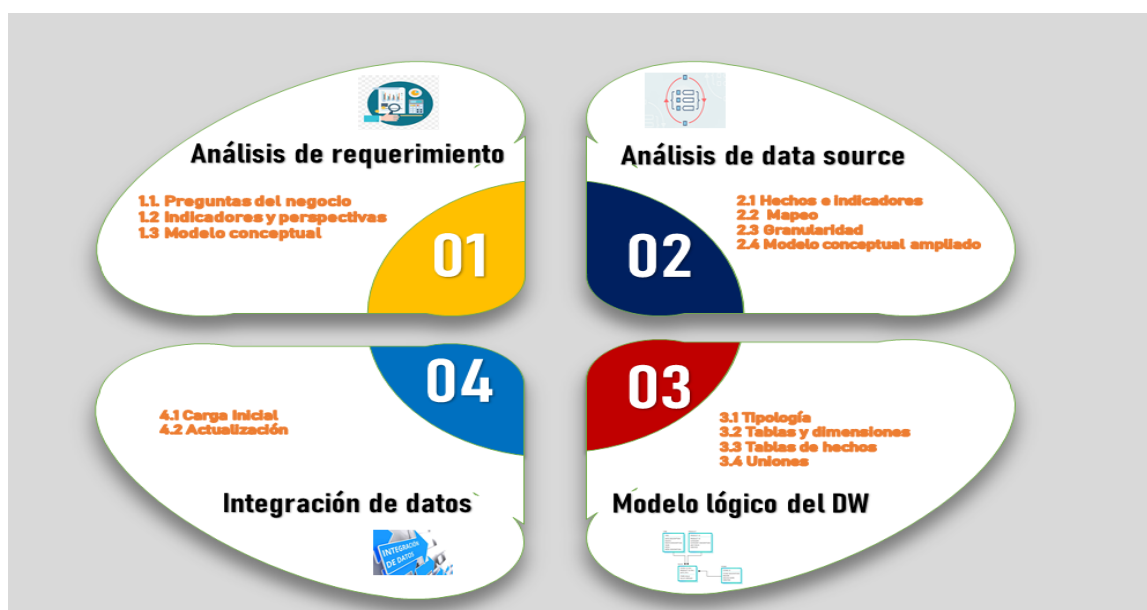 Análisis de requerimiento
1.1. Preguntas del negocio
1.2 Indicadores y perspectivas
1.3 Modelo conceptual
01
Análisis de data source
2.1 Hechos e indicadores
2.2 Mapeo
2.3 Granularidad
2.4 Modelo conceptual ampliado
02
03
3.1 Tipología
3.2 Tablas y dimensiones
3.3 Tablas de hechos
3.4 Uniones
Modelo lógico del DW
04
4.1 Carga Inicial
4.2 Actualización
Integración de datos
INTEGRACIÓN
DE DATOS